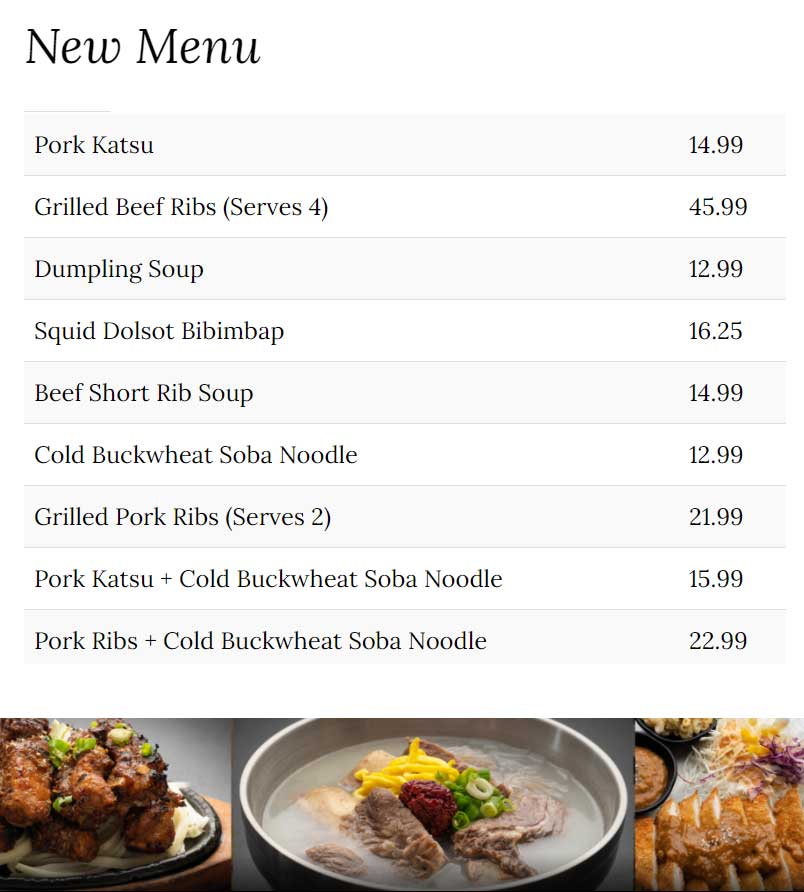 New Menu
Pork Katsu 14.99
Grilled Beef Ribs (Serves 4) 45.99
Dumpling Soup 12.99
Squid Dolsot Bibimbap 16.25
Beef Short Rib Soup 14.99
Cold Buckwheat Soba Noodle 12.99
Grilled Pork Ribs (Serves 2) 21.99
Pork Katsu + Cold Buckwheat Soba Noodle 15.99
Pork Ribs + Cold Buckwheat Soba Noodle 22.99